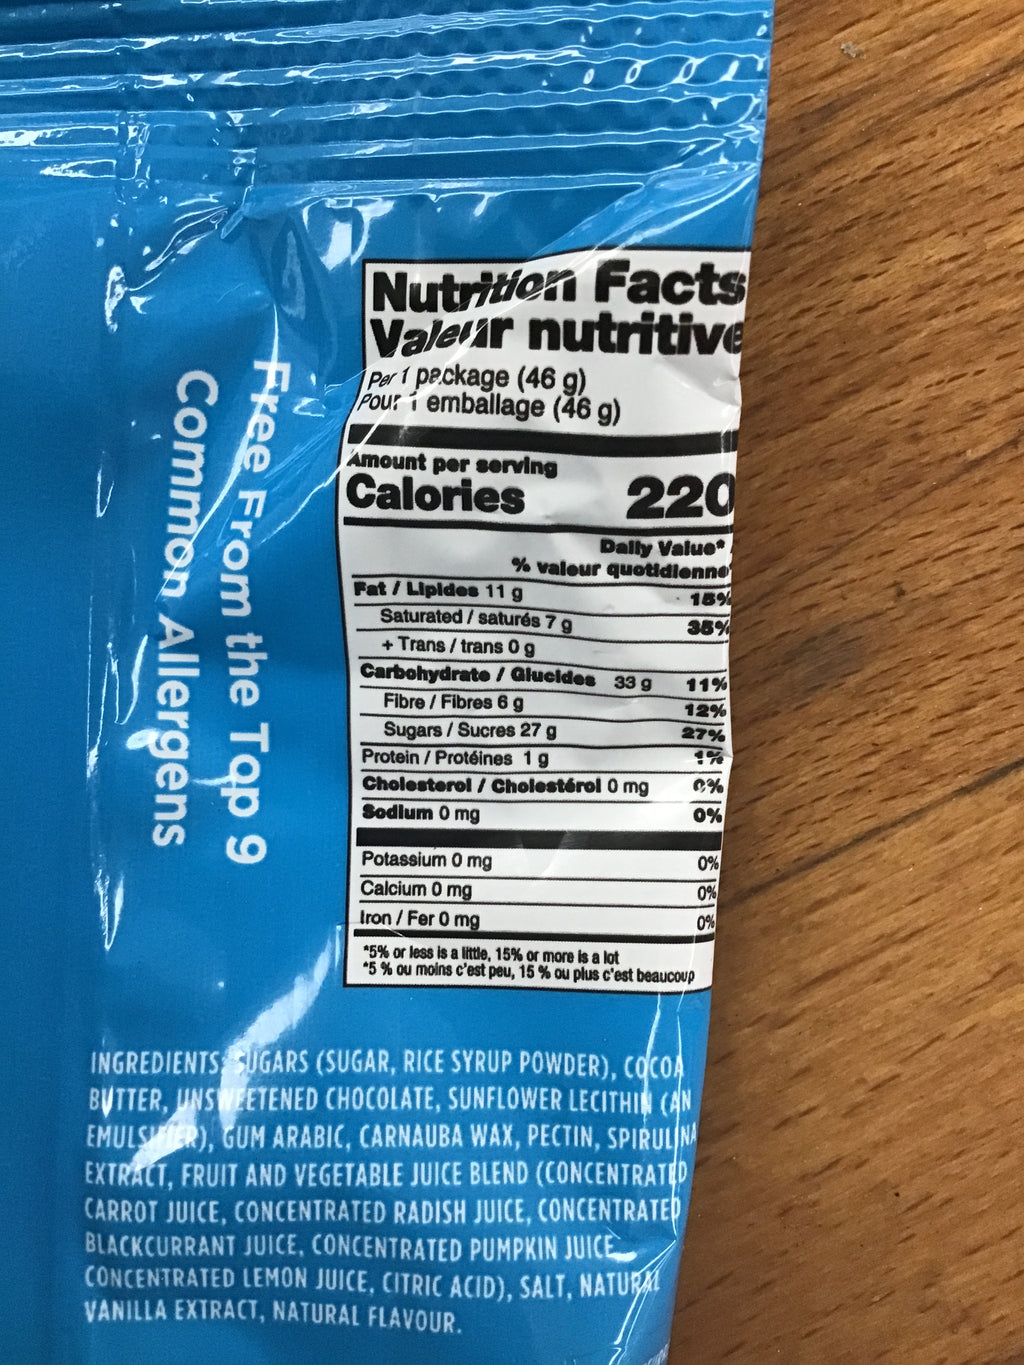 Free From the Top 9
Common Allergens
Nutrition Facts
Valeur nutritive
Per 1 package (46 g)
Pour 1 emballage (46 g)
Amount per serving
Calories 220
Daily Value*
% valeur quotidienne*
Fat / Lipides 11 g 15%
Saturated / saturés 7 g 35%
+ Trans / trans 0 g
Carbohydrate / Glucides 33 g 11%
Fibre / Fibres 6 g 12%
Sugars / Sucres 27 g 27%
Protein / Protéines 1 g 1%
Cholesterol / Cholestérol 0 mg 0%
Sodium 0 mg 0%
Potassium 0 mg 0%
Calcium 0 mg 0%
Iron / Fer 0 mg 0%
*5% or less is a little, 15% or more is a lot
*5 % ou moins c'est peu, 15 % ou plus c'est beaucoup
INGREDIENTS: SUGARS (SUGAR, RICE SYRUP POWDER), COCOA
BUTTER, UNSWEETENED CHOCOLATE, SUNFLOWER LECITHIN (AN
EMULSIFIER), GUM ARABIC, CARNAUBA WAX, PECTIN, SPIRULINA
EXTRACT, FRUIT AND VEGETABLE JUICE BLEND (CONCENTRATED
CARROT JUICE, CONCENTRATED RADISH JUICE, CONCENTRATED
BLACKCURRANT JUICE, CONCENTRATED PUMPKIN JUICE,
CONCENTRATED LEMON JUICE, CITRIC ACID), SALT, NATURAL
VANILLA EXTRACT, NATURAL FLAVOUR.